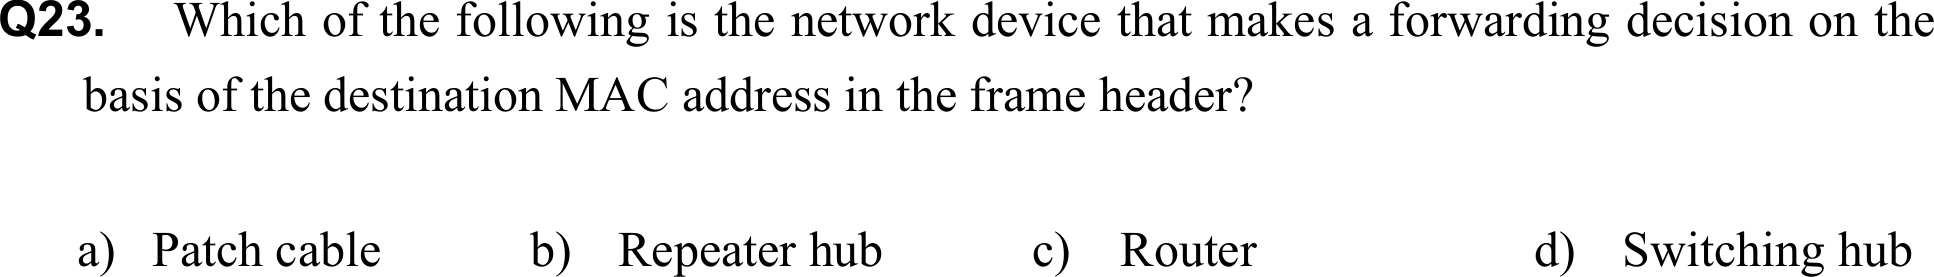 Q23. Which of the following is the network device that makes a forwarding decision on the
basis of the destination MAC address in the frame header?
a) Patch cable b) Repeater hub c) Router d) Switching hub